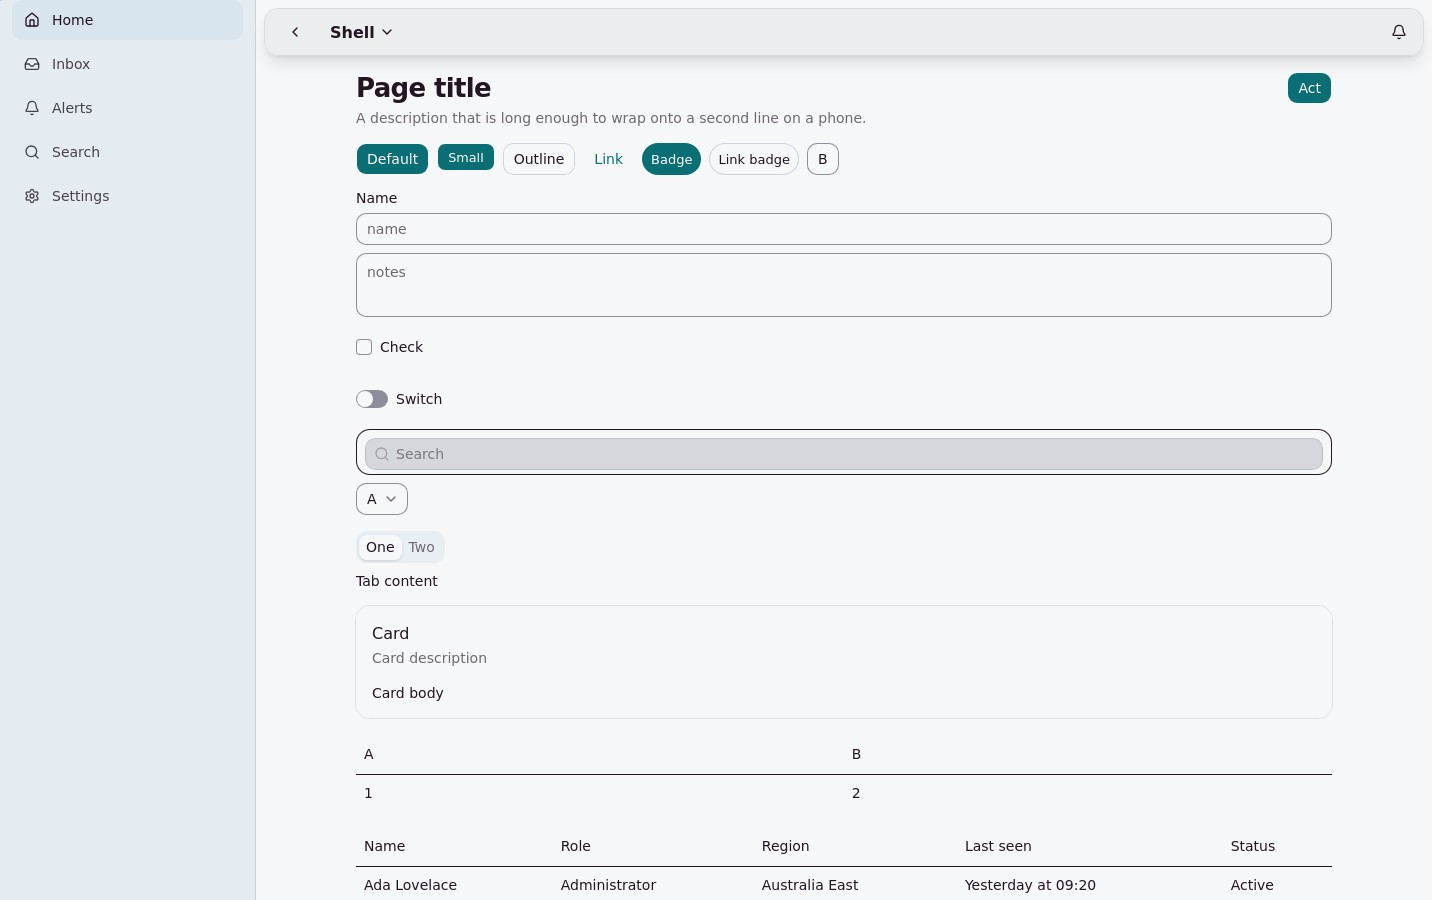 Home
Inbox
Alerts
Search
Settings
Shell
Page title
Act
A description that is long enough to wrap onto a second line on a phone.
Default Small Outline Link Badge Link badge B
Name
name
notes
Check
Switch
Search
A
One Two
Tab content
Card
Card description
Card body
A B
1 2
Name Role Region Last seen Status
Ada Lovelace Administrator Australia East Yesterday at 09:20 Active